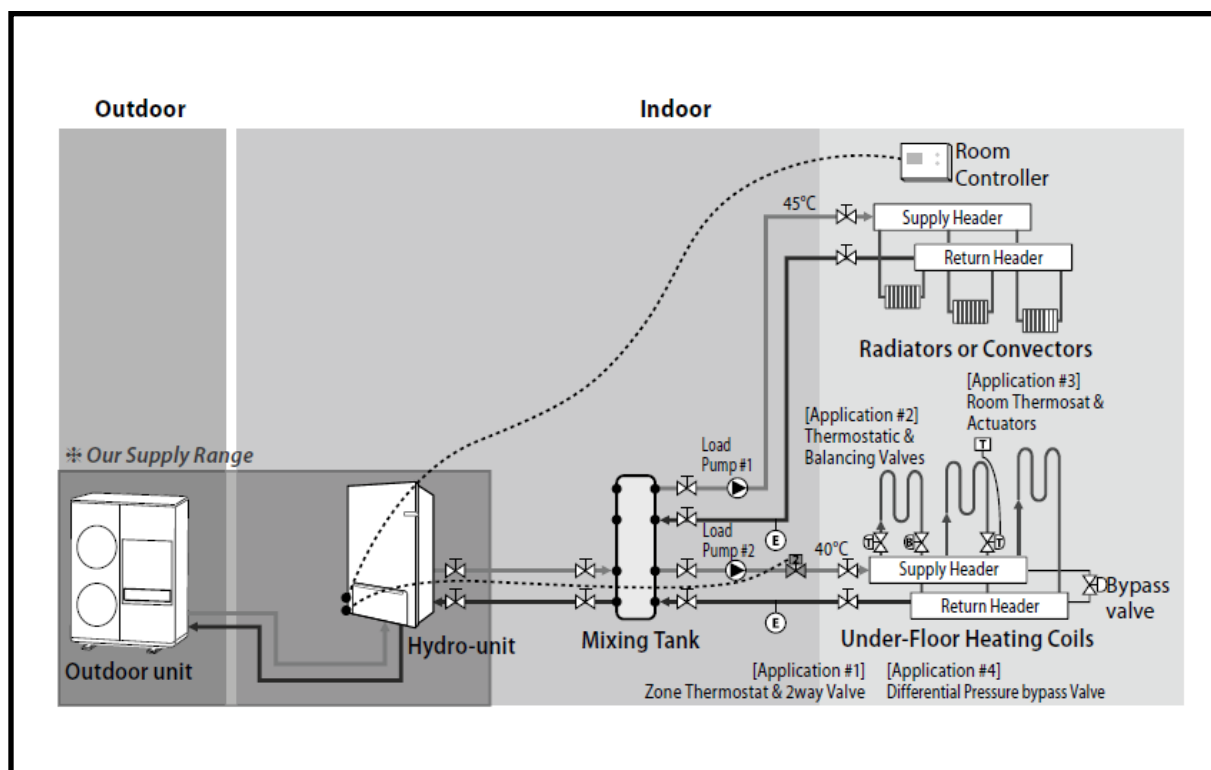 Outdoor
Indoor
Room
Controller
45°C
Supply Header
Return Header
Radiators or Convectors
[Application #3]
Room Thermosat &
Actuators
[Application #2]
Thermostatic &
Balancing Valves
T
※ Our Supply Range
Load
Pump #1
E
Load
Pump #2
2
40°C
T
B
T
Supply Header
Return Header
Bypass
valve
E
Outdoor unit
Hydro-unit
Mixing Tank
Under-Floor Heating Coils
[Application #1]
Zone Thermostat & 2way Valve
[Application #4]
Differential Pressure bypass Valve